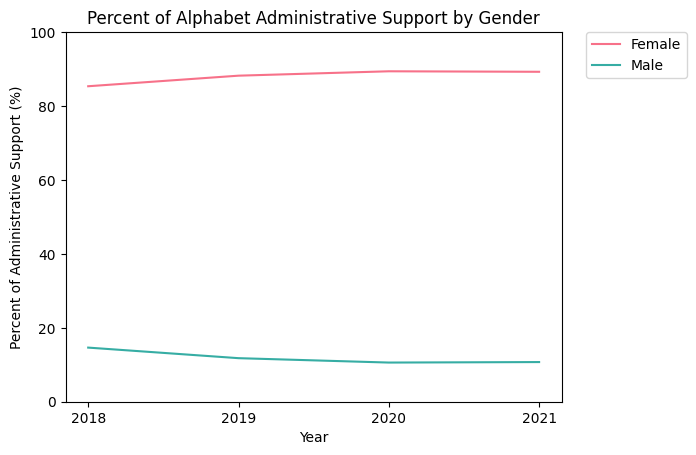 Percent of Alphabet Administrative Support by Gender
Female
Male
Percent of Administrative Support (%)
100
80
60
40
20
0
2018 2019 2020 2021
Year